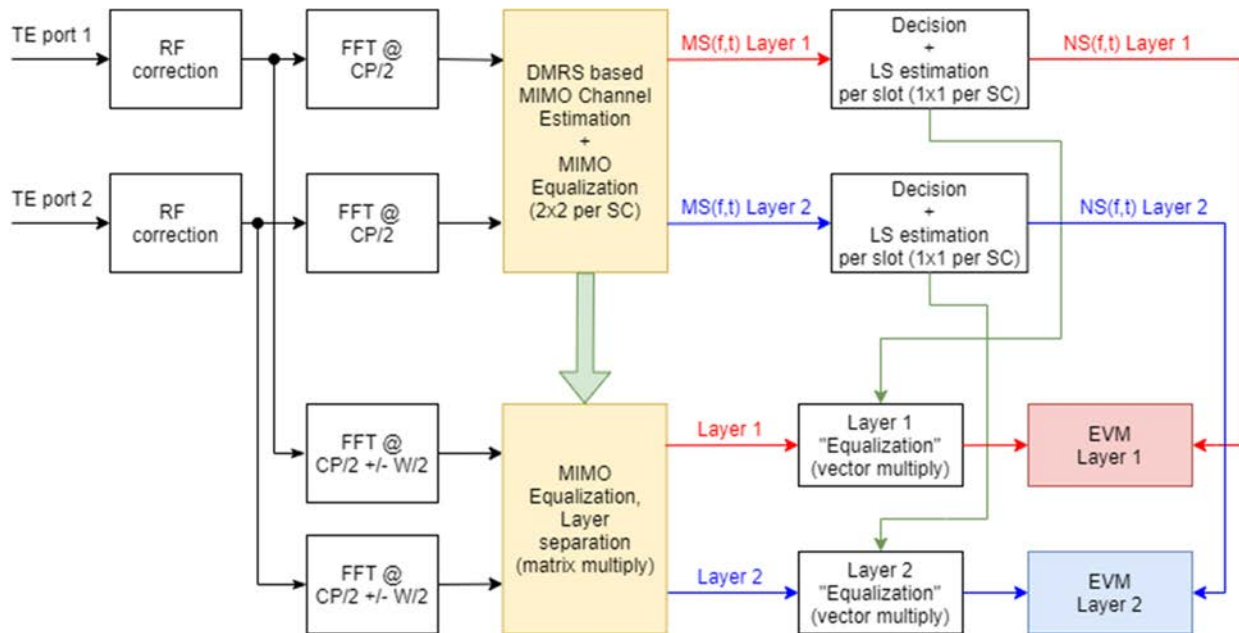 TE port 1
RF
correction
FFT @
CP/2
DMRS based
MIMO Channel
Estimation
+
MIMO
Equalization
(2x2 per SC)
MS(f,t) Layer 1
Decision
+
LS estimation
per slot (1x1 per SC)
NS(f,t) Layer 1
TE port 2
RF
correction
FFT @
CP/2
MS(f,t) Layer 2
Decision
+
LS estimation
per slot (1x1 per SC)
NS(f,t) Layer 2
FFT @
CP/2 +/- W/2
MIMO
Equalization,
Layer
separation
(matrix multiply)
Layer 1
Layer 1
"Equalization"
(vector multiply)
EVM
Layer 1
FFT @
CP/2 +/- W/2
Layer 2
Layer 2
"Equalization"
(vector multiply)
EVM
Layer 2